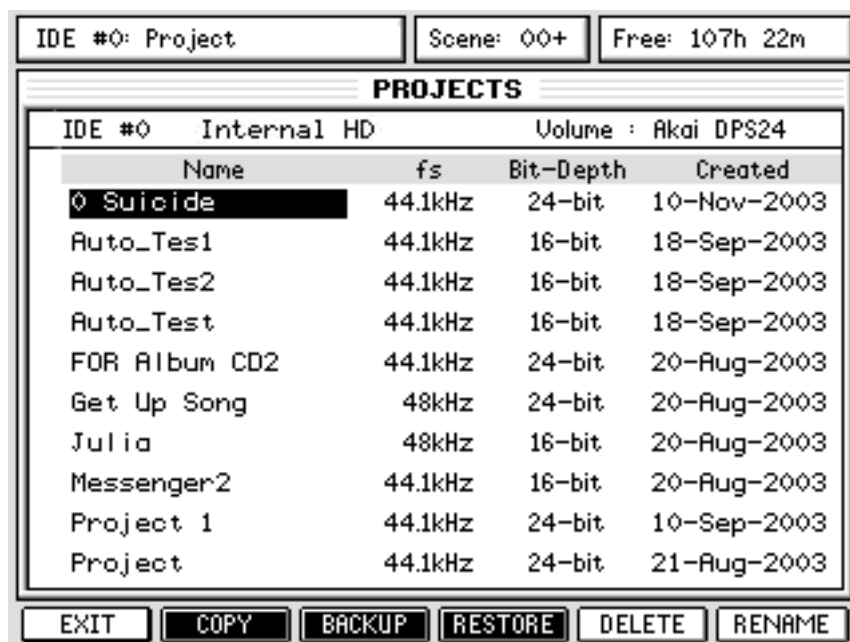 IDE #0: Project Scene: 00+ Free: 107h 22m
PROJECTS
IDE #0 Internal HD Volume : Akai DPS24
Name fs Bit-Depth Created
0 Suicide 44.1kHz 24-bit 10-Nov-2003
Auto_Tes1 44.1kHz 16-bit 18-Sep-2003
Auto_Tes2 44.1kHz 16-bit 18-Sep-2003
Auto_Test 44.1kHz 16-bit 18-Sep-2003
FOR Album CD2 44.1kHz 24-bit 20-Aug-2003
Get Up Song 48kHz 24-bit 20-Aug-2003
Julia 48kHz 16-bit 20-Aug-2003
Messenger2 44.1kHz 16-bit 20-Aug-2003
Project 1 44.1kHz 24-bit 10-Sep-2003
Project 44.1kHz 24-bit 21-Aug-2003
EXIT COPY BACKUP RESTORE DELETE RENAME